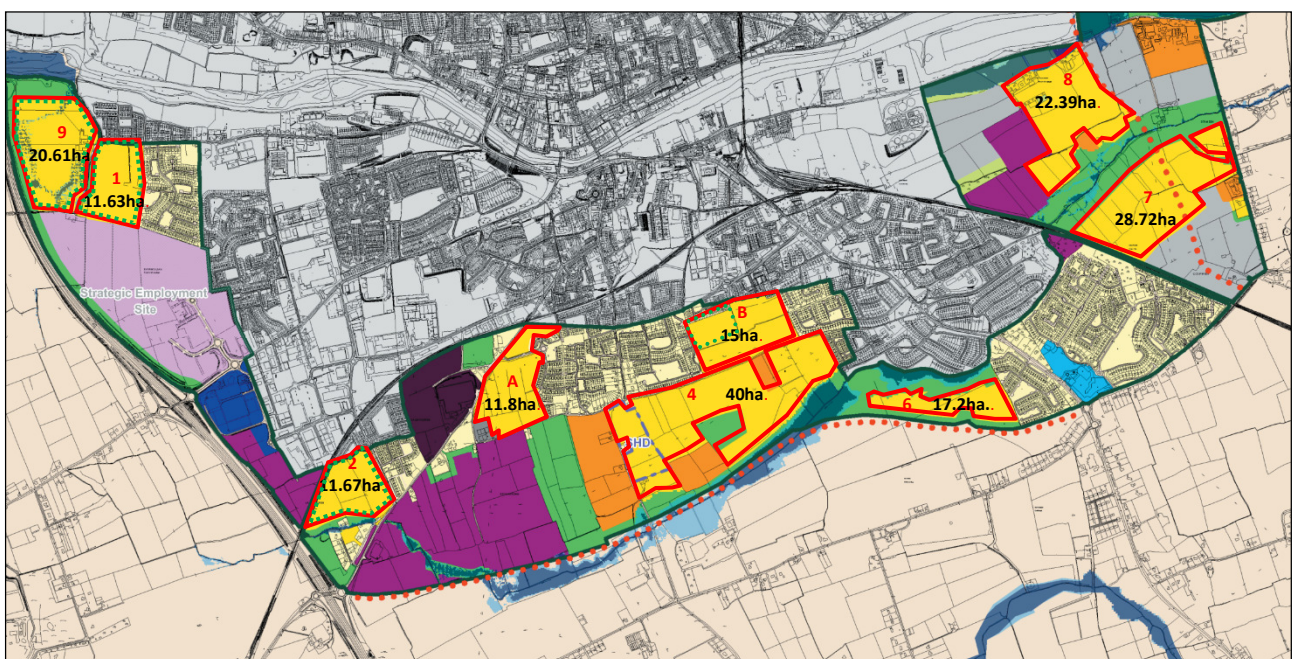 8
22.39ha.
9
20.61ha
1
11.63ha.
7
28.72ha.
Strategic Employment
Site
B
15ha.
A
11.8ha.
4
40ha.
6
17.2ha.
SHD
2
11.67ha.